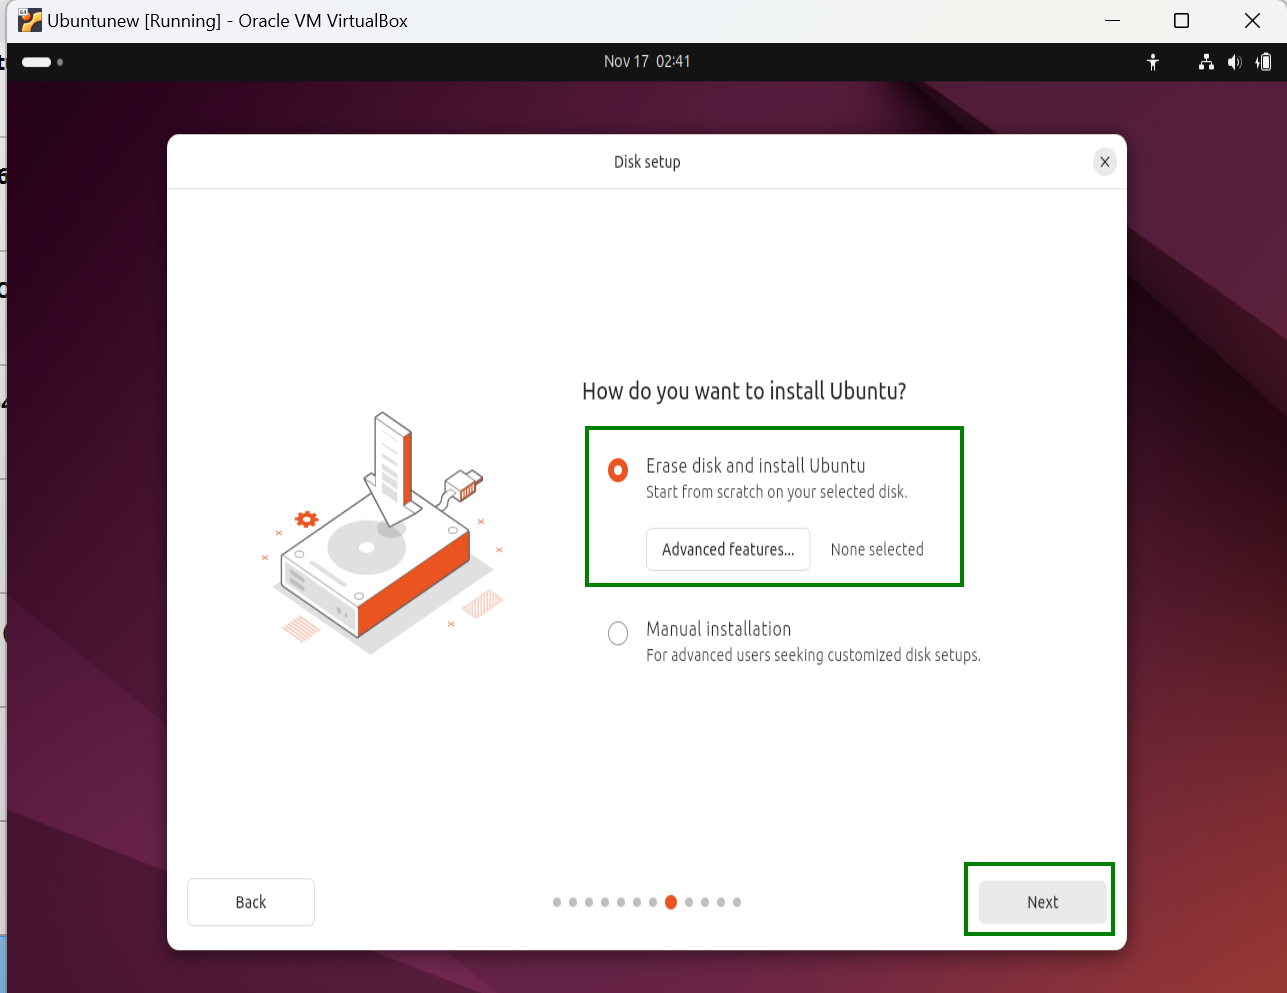 Ubuntunew [Running] - Oracle VM VirtualBox
Nov 17 02:41
Disk setup
How do you want to install Ubuntu?
Erase disk and install Ubuntu
Start from scratch on your selected disk.
Advanced features... None selected
Manual installation
For advanced users seeking customized disk setups.
Back Next